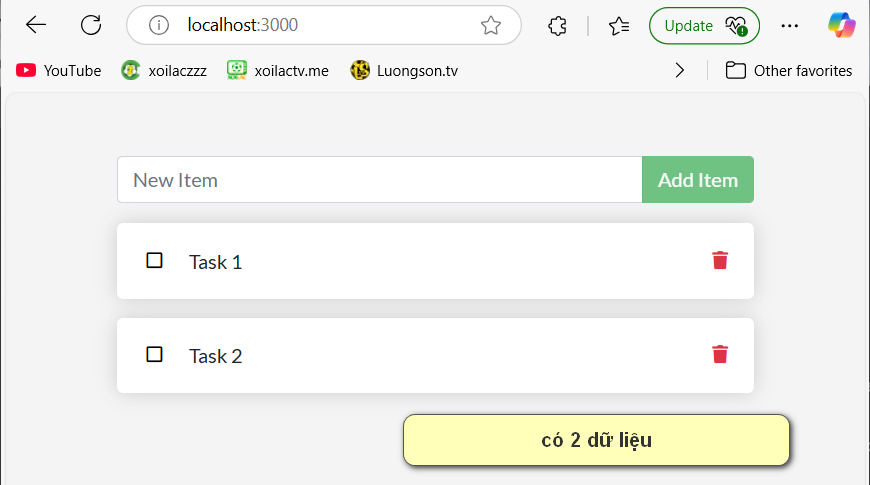 localhost:3000
Update
YouTube
xoilaczzz
xoilactv.me
Luongson.tv
Other favorites
New Item
Add Item
Task 1
Task 2
có 2 dữ liệu